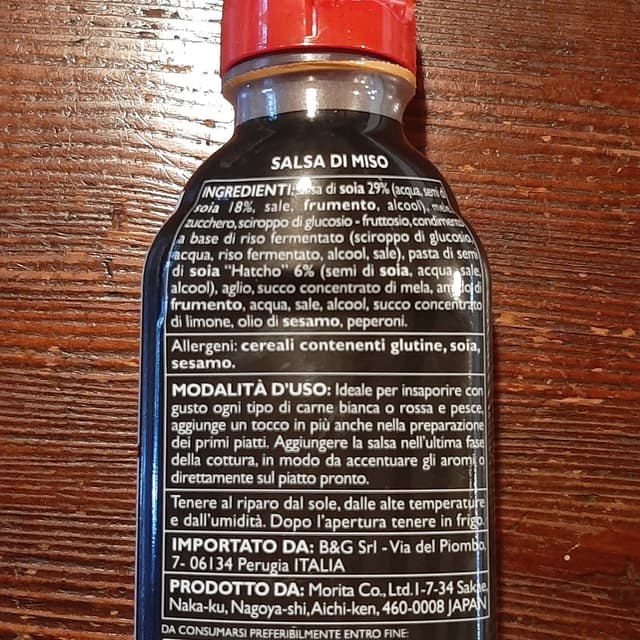 SALSA DI MISO
INGREDIENTI: salsa di soia 29% (acqua, semi di
soia 18%, sale, frumento, alcool),
zucchero, sciroppo di glucosio - fruttosio, condimento
a base di riso fermentato (sciroppo di glucosio,
acqua, riso fermentato, alcool, sale), pasta di semi
di soia "Hatcho" 6% (semi di soia, acqua, sale,
alcool), aglio, succo concentrato di mela, amido di
frumento, acqua, sale, alcool, succo concentrato
di limone, olio di sesamo, peperoni.
Allergeni: cereali contenenti glutine, soia,
sesamo.
MODALITÀ D'USO: Ideale per insaporire con
gusto ogni tipo di carne bianca o rossa e pesce,
aggiunge un tocco in più anche nella preparazione
dei primi piatti. Aggiungere la salsa nell'ultima fase
della cottura, in modo da accentuare gli aromi, o
direttamente sul piatto pronto.
Tenere al riparo dal sole, dalle alte temperature
e dall'umidità. Dopo l'apertura tenere in frigo.
IMPORTATO DA: B&G Srl - Via del Piombo,
7- 06134 Perugia ITALIA
PRODOTTO DA: Morita Co., Ltd. 1-7-34 Sakae,
Naka-ku, Nagoya-shi, Aichi-ken, 460-0008 JAPAN
DA CONSUMARSI PREFERIBILMENTE ENTRO FINE: